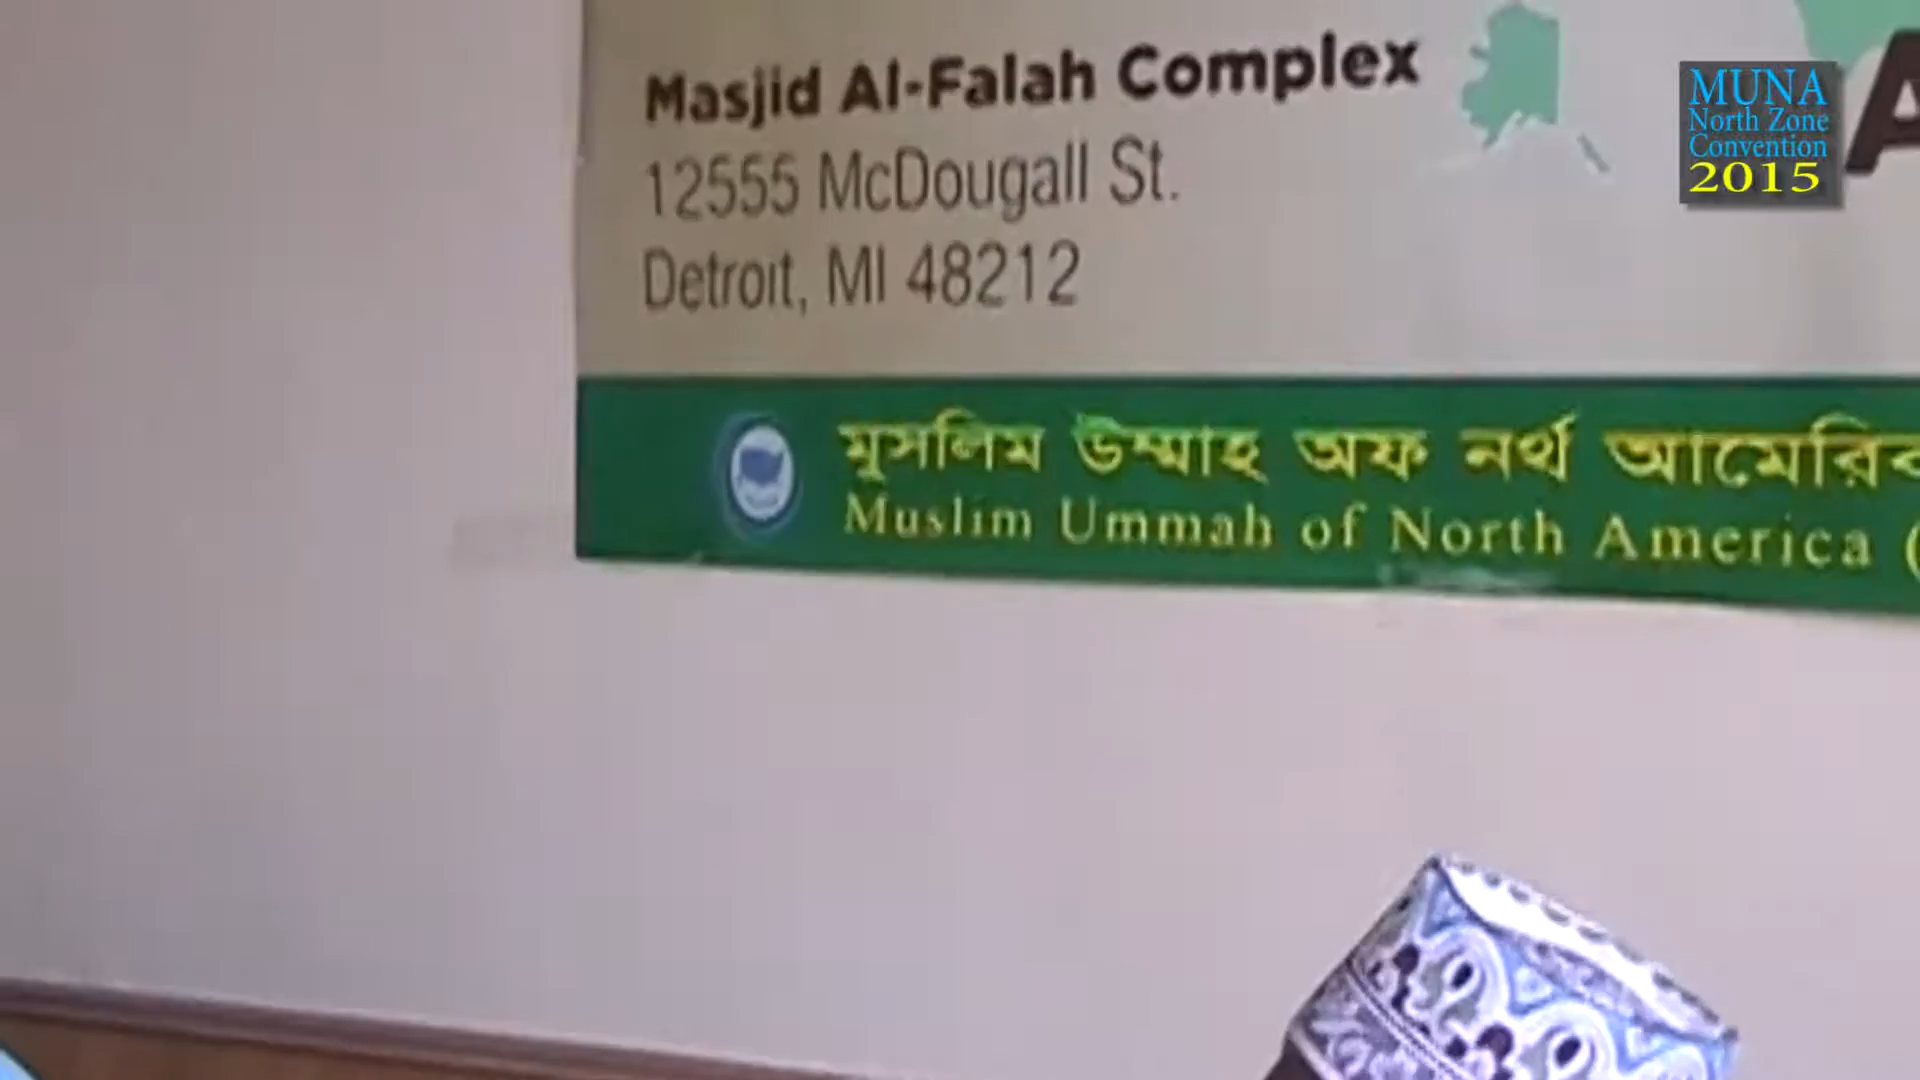 Masjid Al-Falah Complex
12555 McDougall St.
Detroit, MI 48212
MUNA
North Zone
Convention
2015
মুসলিম উম্মাহ অফ নর্থ
Muslim Ummah of North America (